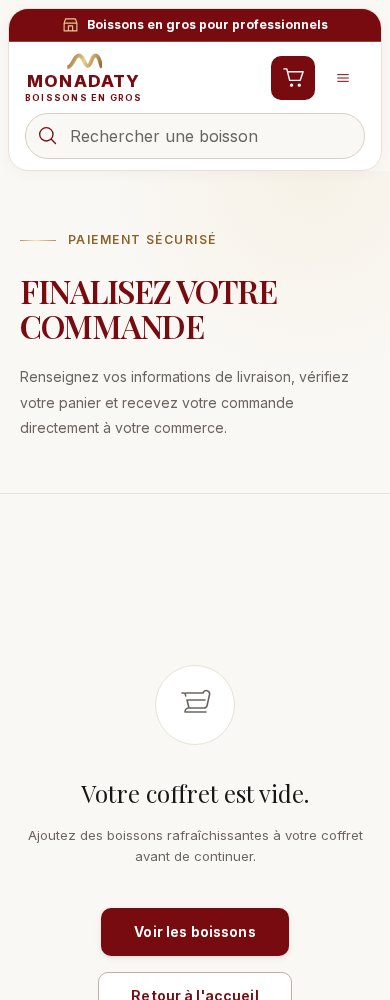 Boissons en gros pour professionnels
MONADATY
BOISSONS EN GROS
Rechercher une boisson
PAIEMENT SÉCURISÉ
FINALISEZ VOTRE
COMMANDE
Renseignez vos informations de livraison, vérifiez
votre panier et recevez votre commande
directement à votre commerce.
Votre coffret est vide.
Ajoutez des boissons rafraîchissantes à votre coffret
avant de continuer.
Voir les boissons
Retour à l'accueil